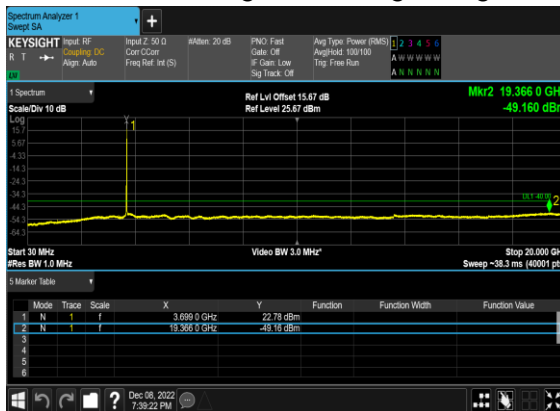 Spectrum Analyzer 1
Swept SA
KEYSIGHT Input: RF Input Z: 50 Ω #Atten: 20 dB PNO: Fast Avg Type: Power (RMS) 1 2 3 4 5 6
R T Coupling: DC Corr CCorr Gate: Off Avg|Hold: 100/100 A W W W W W
Align: Auto Freq Ref: Int (S) IF Gain: Low Trig: Free Run
LXI Sig Track: Off A N N N N N
1 Spectrum Ref Lvl Offset 15.67 dB Mkr2 19.366 0 GH
Scale/Div 10 dB Ref Level 25.67 dBm -49.160 dBr
Log
15.7
5.67
-4.33
-14.3
-24.3
-34.3
-44.3
-54.3
-64.3
1
2
Start 30 MHz Video BW 3.0 MHz* Stop 20.000 GH
#Res BW 1.0 MHz Sweep ~38.3 ms (40001 pt
5 Marker Table
Mode Trace Scale X Y Function Function Width Function Value
1 N 1 f 3.699 0 GHz 22.78 dBm
2 N 1 f 19.366 0 GHz -49.16 dBm
3
4
5
6
? Dec 08, 2022
7:39:22 PM